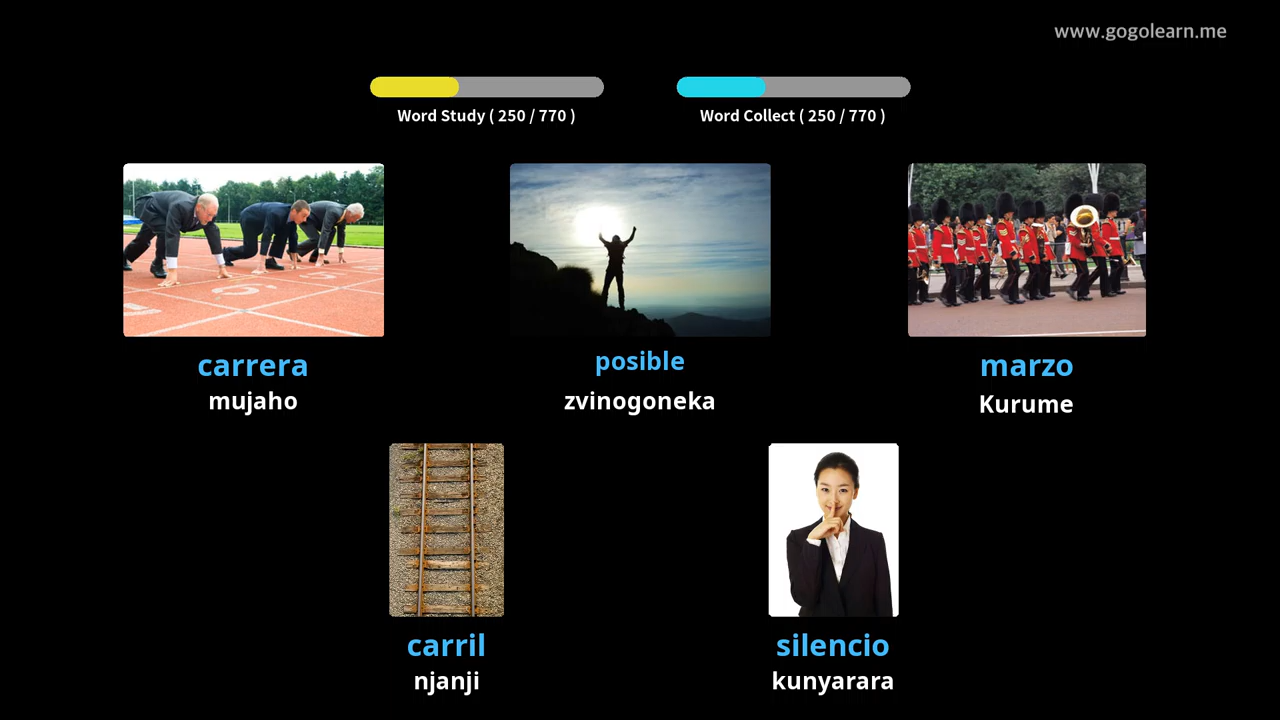 www.gogolearn.me
Word Study ( 250 / 770 )
Word Collect ( 250 / 770 )
carrera
mujaho
posible
zvinogoneka
marzo
Kurume
carril
njanji
silencio
kunyarara